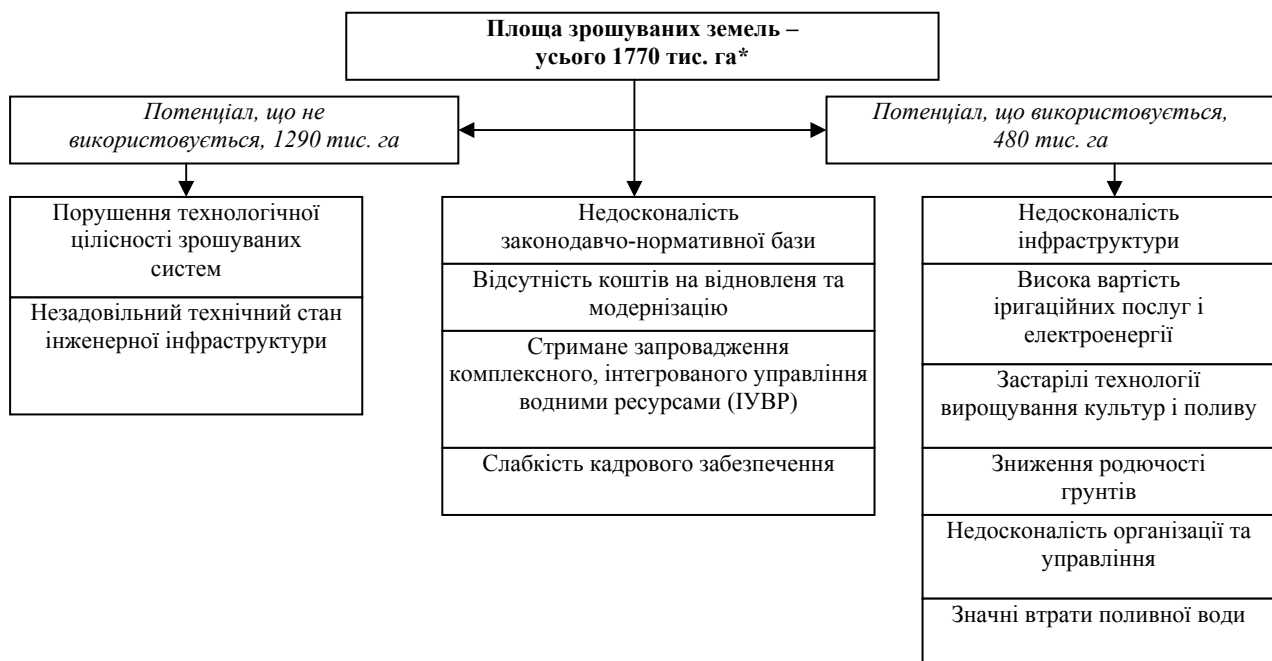 Площа зрошуваних земель –
усього 1770 тис. га*
Потенціал, що не
використовується, 1290 тис. га
Потенціал, що використовується,
480 тис. га
Порушення технологічної
цілісності зрошуваних
систем
Незадовільний технічний стан
інженерної інфраструктури
Недосконалість
законодавчо-нормативної бази
Відсутність коштів на відновленя та
модернізацію
Стримане запровадження
комплексного, інтегрованого управління
водними ресурсами (ІУВР)
Слабкість кадрового забезпечення
Недосконалість
інфраструктури
Висока вартість
іригаційних послуг і
електроенергії
Застарілі технології
вирощування культур і поливу
Зниження родючості
грунтів
Недосконалість організації та
управління
Значні втрати поливної води